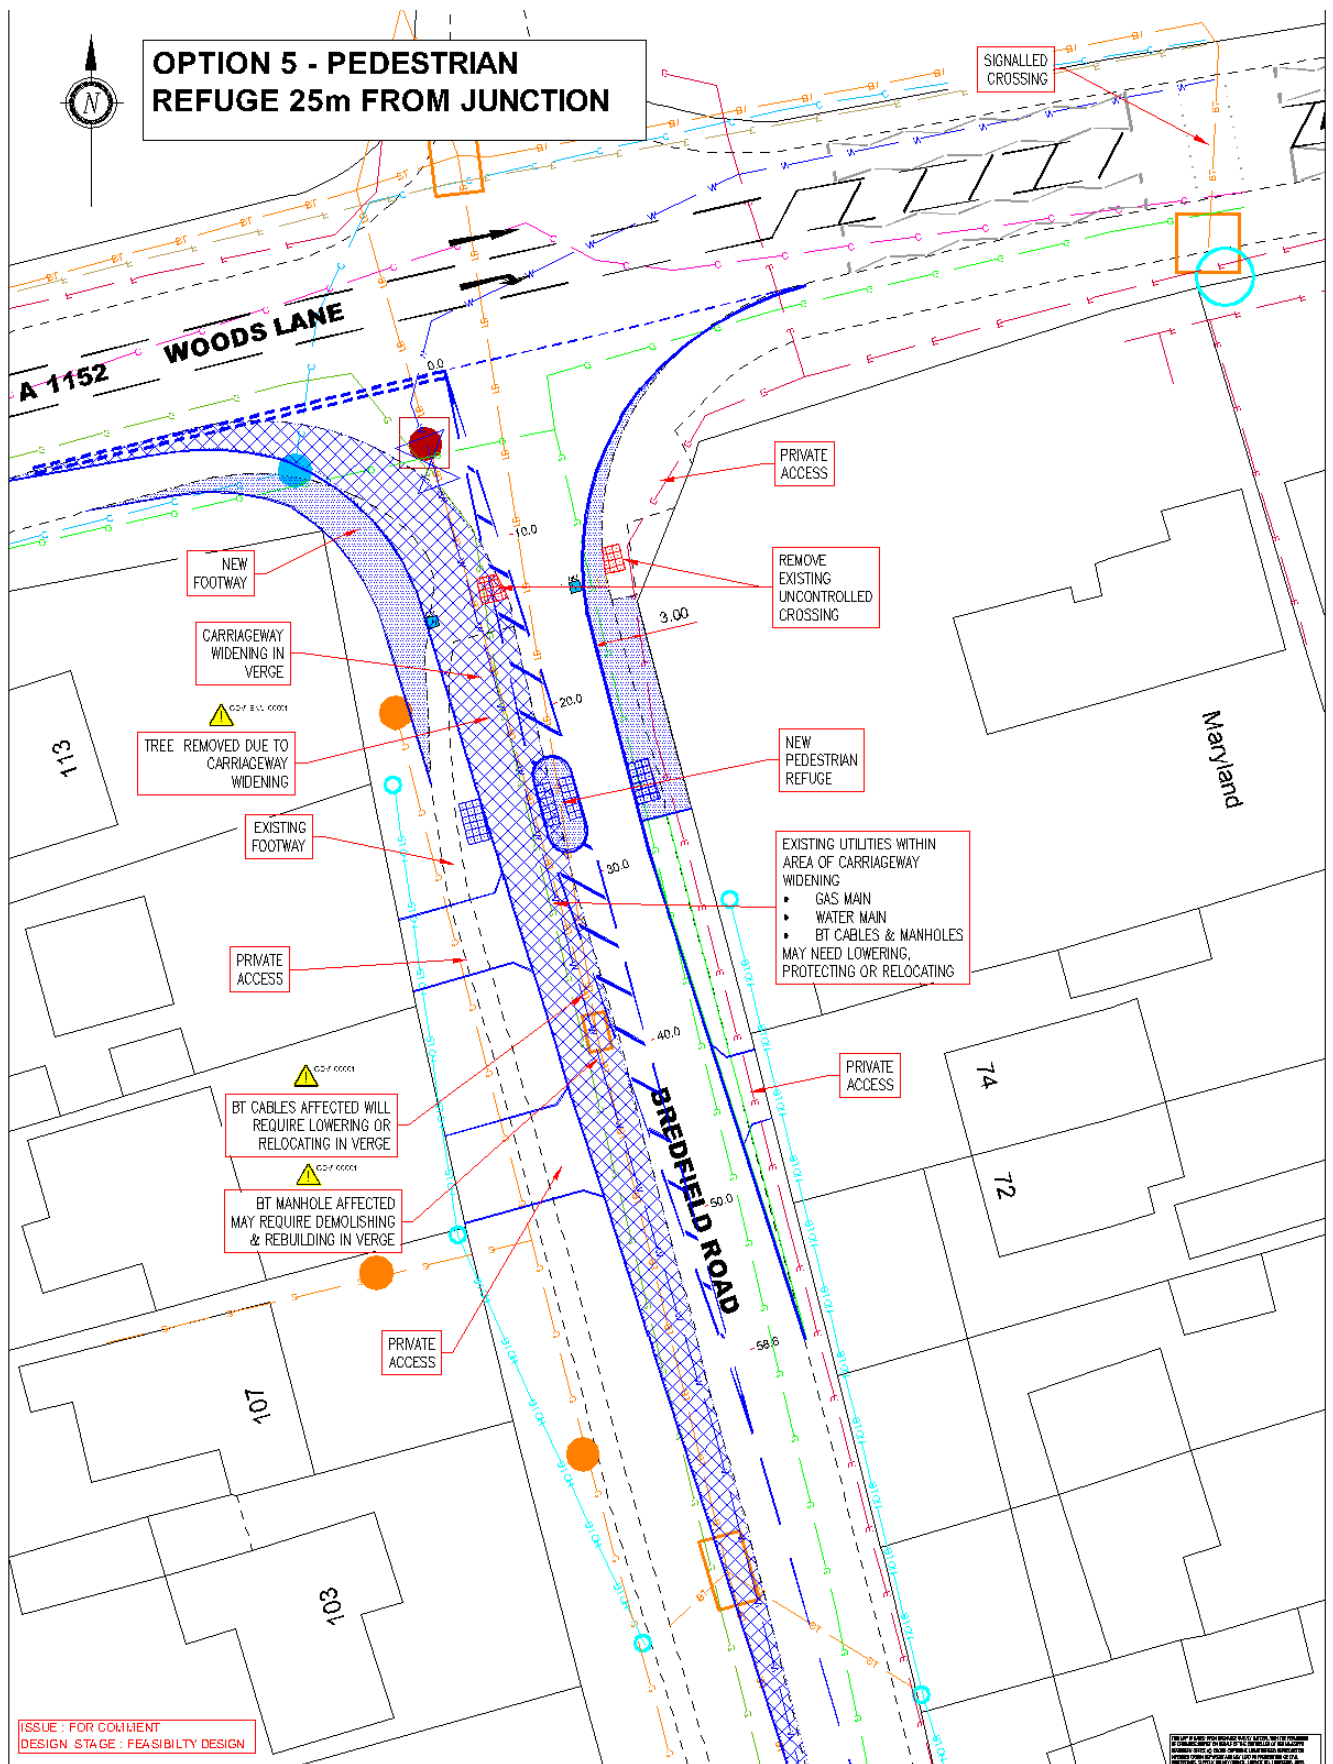 OPTION 5 - PEDESTRIAN
REFUGE 25m FROM JUNCTION
N
SIGNALLED
CROSSING
A 1152 WOODS LANE
0.0
PRIVATE
ACCESS
10.0
NEW
FOOTWAY
REMOVE
EXISTING
UNCONTROLLED
CROSSING
3.00
CARRIAGEWAY
WIDENING IN
VERGE
20.0
TREE REMOVED DUE TO
CARRIAGEWAY
WIDENING
113
Maryland
NEW
PEDESTRIAN
REFUGE
EXISTING
FOOTWAY
30.0
EXISTING UTILITIES WITHIN
AREA OF CARRIAGEWAY
WIDENING
• GAS MAIN
• WATER MAIN
• BT CABLES & MANHOLES
MAY NEED LOWERING,
PROTECTING OR RELOCATING
PRIVATE
ACCESS
40.0
PRIVATE
ACCESS
74
72
BT CABLES AFFECTED WILL
REQUIRE LOWERING OR
RELOCATING IN VERGE
BREDFIELD ROAD
BT MANHOLE AFFECTED
MAY REQUIRE DEMOLISHING
& REBUILDING IN VERGE
50.0
PRIVATE
ACCESS
58.6
107
103
ISSUE : FOR COMMENT
DESIGN STAGE : FEASIBILTY DESIGN